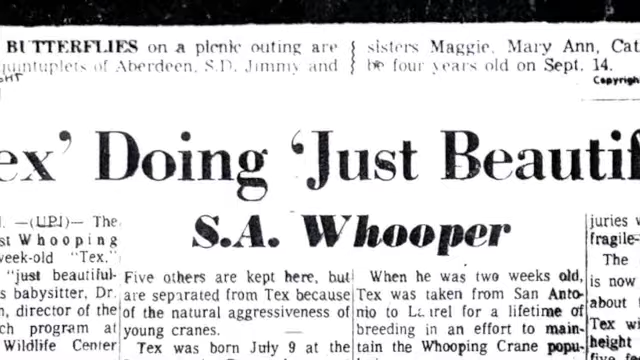 BUTTERFLIES on a picnic outing are
quintuplets of Aberdeen, S.D. Jimmy and
sisters Maggie, Mary Ann, Cat
be four years old on Sept. 14.
Copyrigh
ex' Doing 'Just Beautif
S.A. Whooper
—(UPI)— The
st Whooping
week-old "Tex."
"just beautiful-
s babysitter, Dr.
n, director of the
ch program at
Wildlife Center
Five others are kept here, but
are separated from Tex because
of the natural aggressiveness of
young cranes.
Tex was born July 9 at the
When he was two weeks old,
Tex was taken from San Anto-
nio to Laurel for a lifetime of
breeding in an effort to main-
tain the Whooping Crane popu-
juries w
fragile-
The
is now
about t
Tex wi
height
five